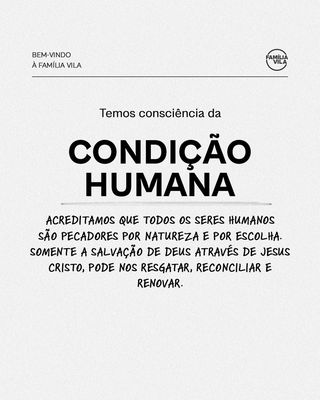 BEM-VINDO
À FAMÍLIA VILA
FAMÍLIA
VILA
Temos consciência da
CONDIÇÃO
HUMANA
ACREDITAMOS QUE TODOS OS SERES HUMANOS
SÃO PECADORES POR NATUREZA E POR ESCOLHA.
SOMENTE A SALVAÇÃO DE DEUS ATRAVÉS DE JESUS
CRISTO, PODE NOS RESGATAR, RECONCILIAR E
RENOVAR.